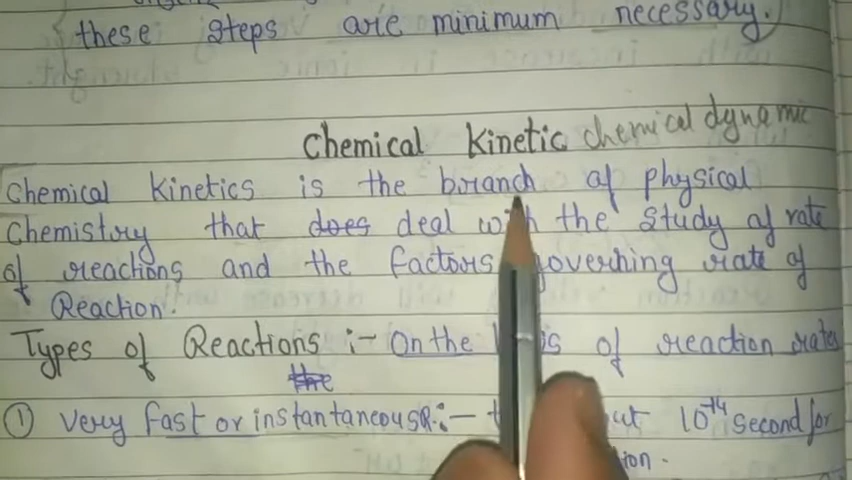 these steps are minimum necessary.
Chemical Kinetic chemical dynamic
Chemical Kinetics is the branch of physical
Chemistry that does deal with the study of rate
of reactions and the factors governing rate of
Reaction.
Types of Reactions :- On the of reaction rates
the
① Very fast or instantaneous R:- 10⁻¹⁴ second for